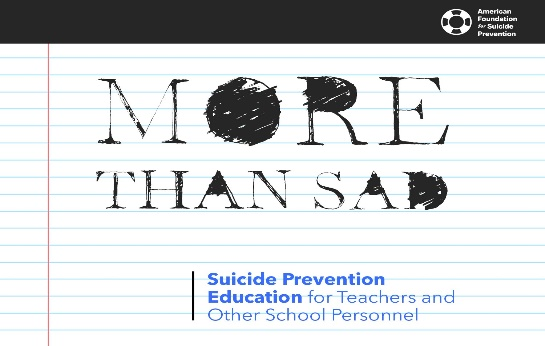 American
Foundation
for Suicide
Prevention
MORE
THAN SAD
Suicide Prevention
Education for Teachers and
Other School Personnel